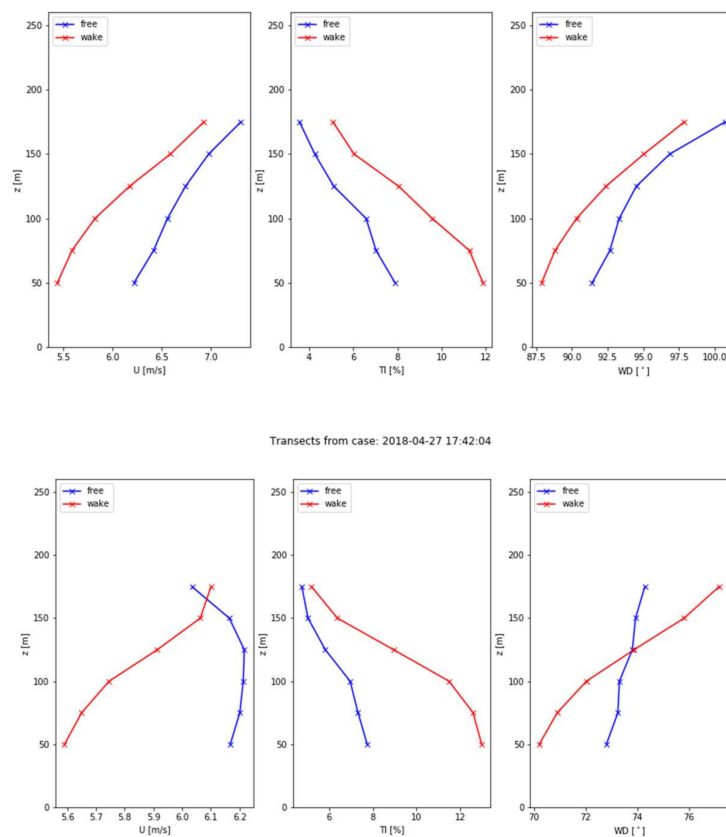 free
wake
free
wake
free
wake
250
200
150
100
50
0
z [m]
250
200
150
100
50
0
z [m]
250
200
150
100
50
0
z [m]
5.5 6.0 6.5 7.0
4 6 8 10 12
87.5 90.0 92.5 95.0 97.5 100.0
U [m/s]
TI [%]
WD [°]
Transects from case: 2018-04-27 17:42:04
free
wake
free
wake
free
wake
250
200
150
100
50
0
z [m]
250
200
150
100
50
0
z [m]
250
200
150
100
50
0
z [m]
5.6 5.7 5.8 5.9 6.0 6.1 6.2
6 8 10 12
70 72 74 76
U [m/s]
TI [%]
WD [°]